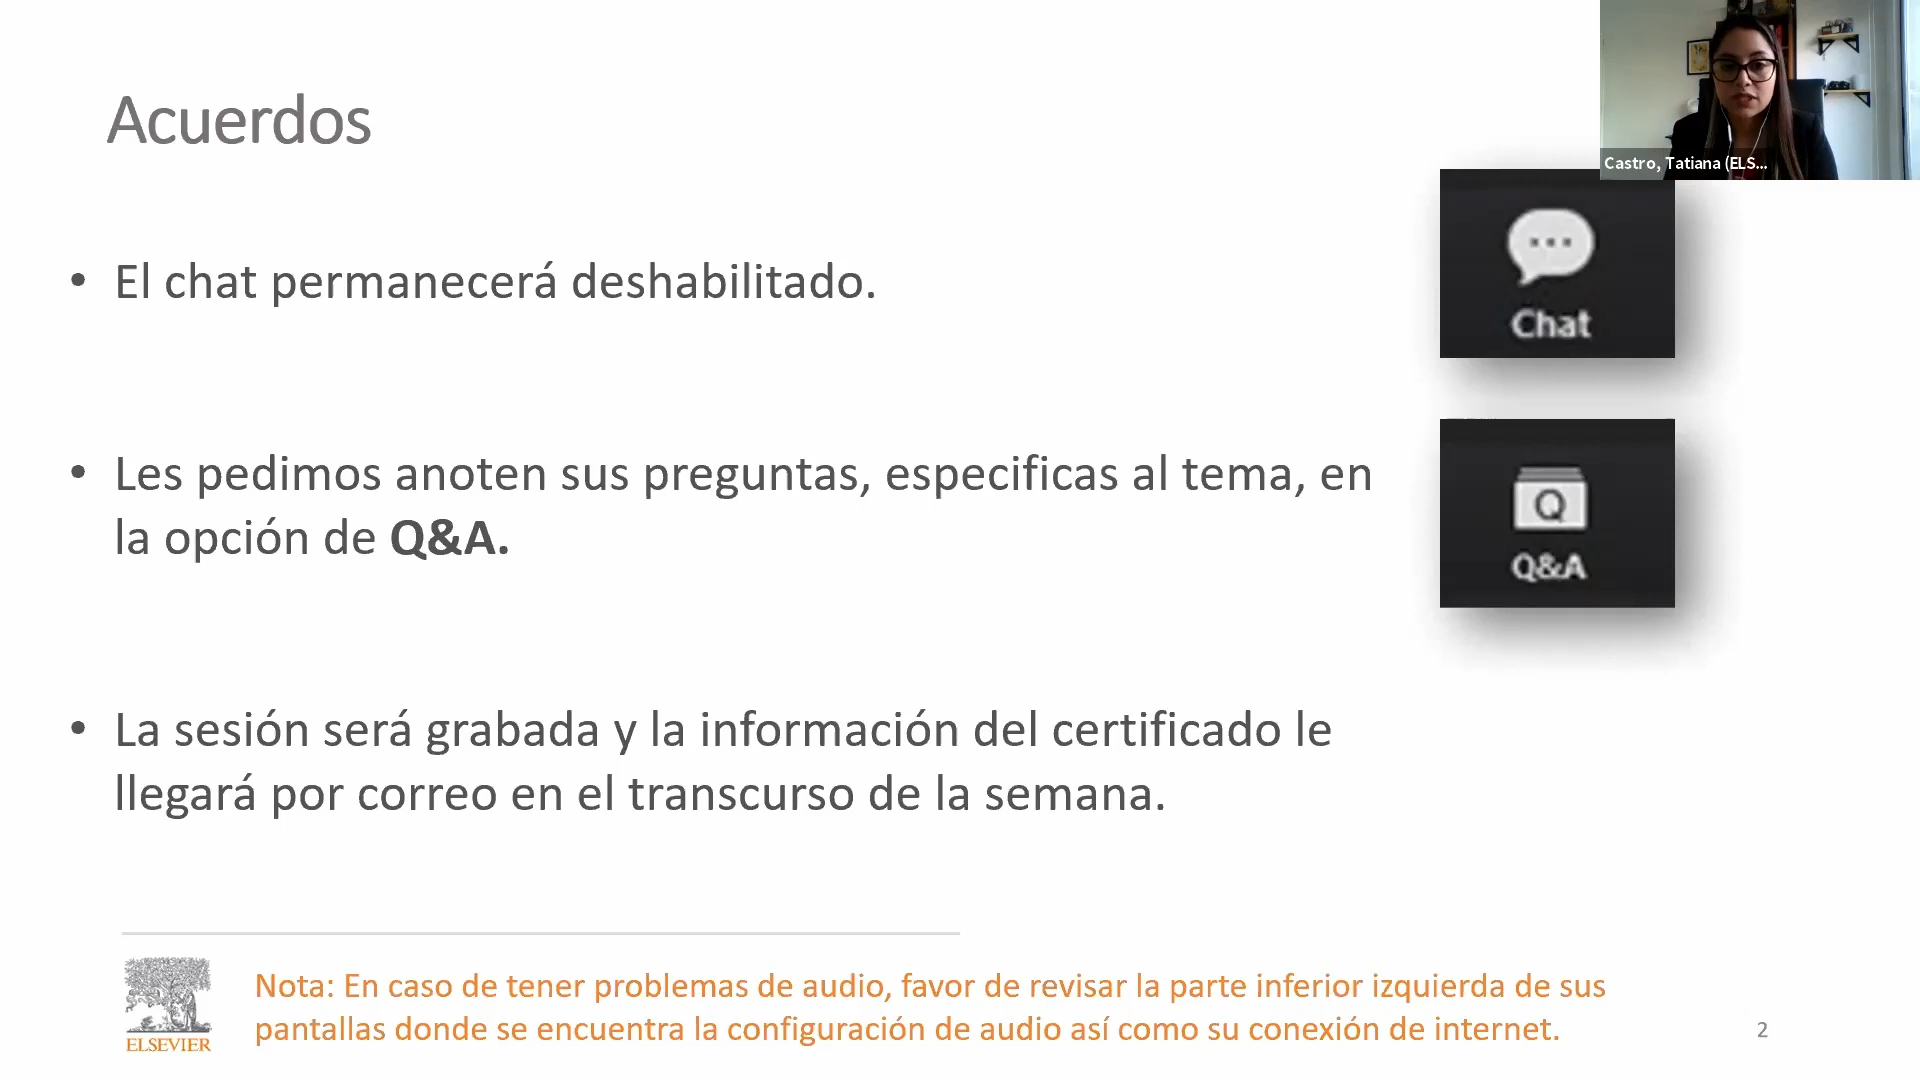 Acuerdos
Castro, Tatiana (ELS...
• El chat permanecerá deshabilitado.
Chat
• Les pedimos anoten sus preguntas, especificas al tema, en
la opción de Q&A.
Q
Q&A
• La sesión será grabada y la información del certificado le
llegará por correo en el transcurso de la semana.
ELSEVIER
Nota: En caso de tener problemas de audio, favor de revisar la parte inferior izquierda de sus
pantallas donde se encuentra la configuración de audio así como su conexión de internet.
2